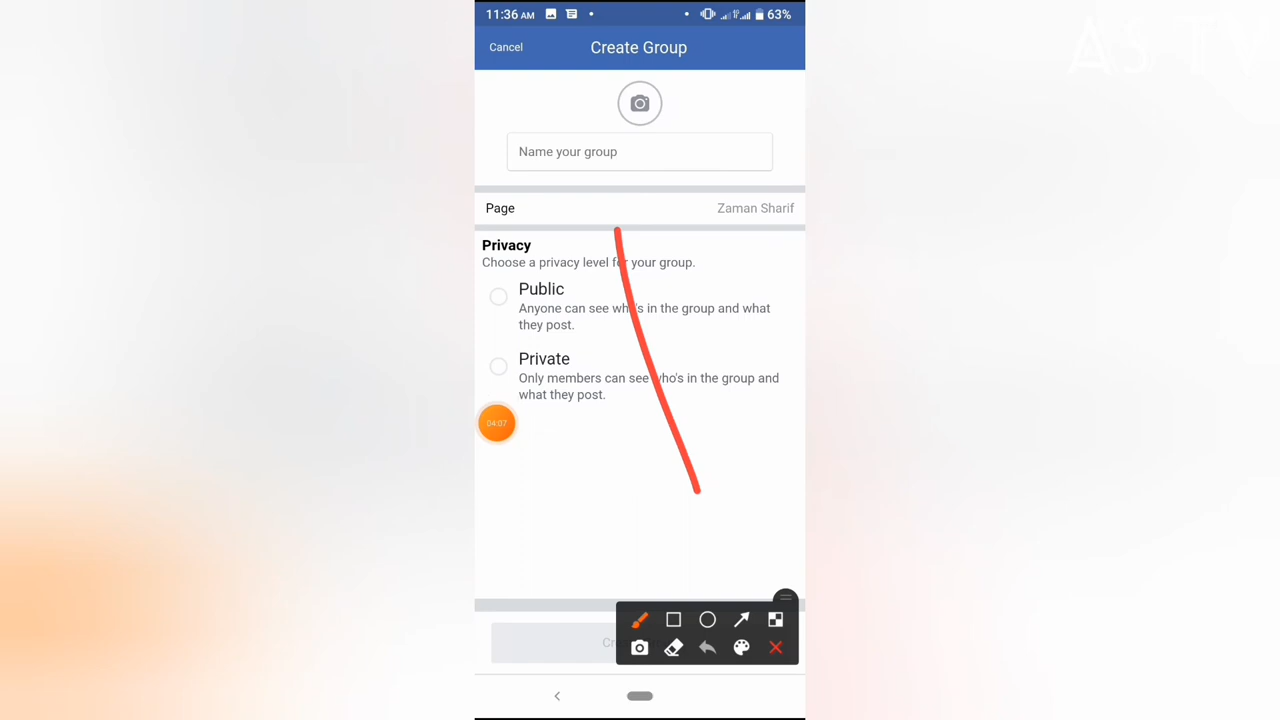 11:36 AM
63%
AS TV
Cancel
Create Group
Name your group
Page
Zaman Sharif
Privacy
Choose a privacy level for your group.
Public
Anyone can see who's in the group and what
they post.
Private
Only members can see who's in the group and
what they post.
04:07